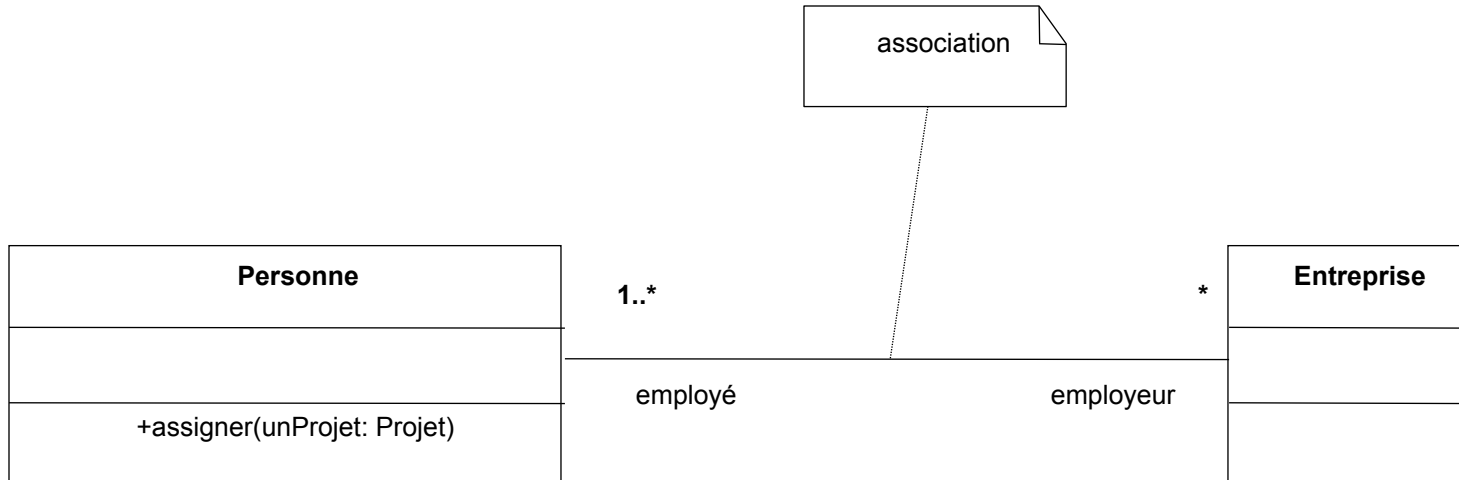 association
Personne
1..*
*
Entreprise
employé
employeur
+assigner(unProjet: Projet)